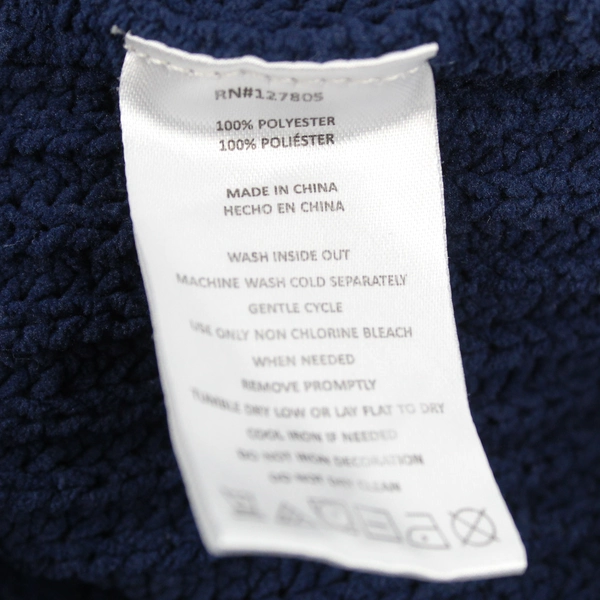 RN#127805
100% POLYESTER
100% POLIÉSTER
MADE IN CHINA
HECHO EN CHINA
WASH INSIDE OUT
MACHINE WASH COLD SEPARATELY
GENTLE CYCLE
USE ONLY NON CHLORINE BLEACH
WHEN NEEDED
REMOVE PROMPTLY
TUMBLE DRY LOW OR LAY FLAT TO DRY
COOL IRON IF NEEDED
DO NOT IRON DECORATION
DO NOT DRY CLEAN